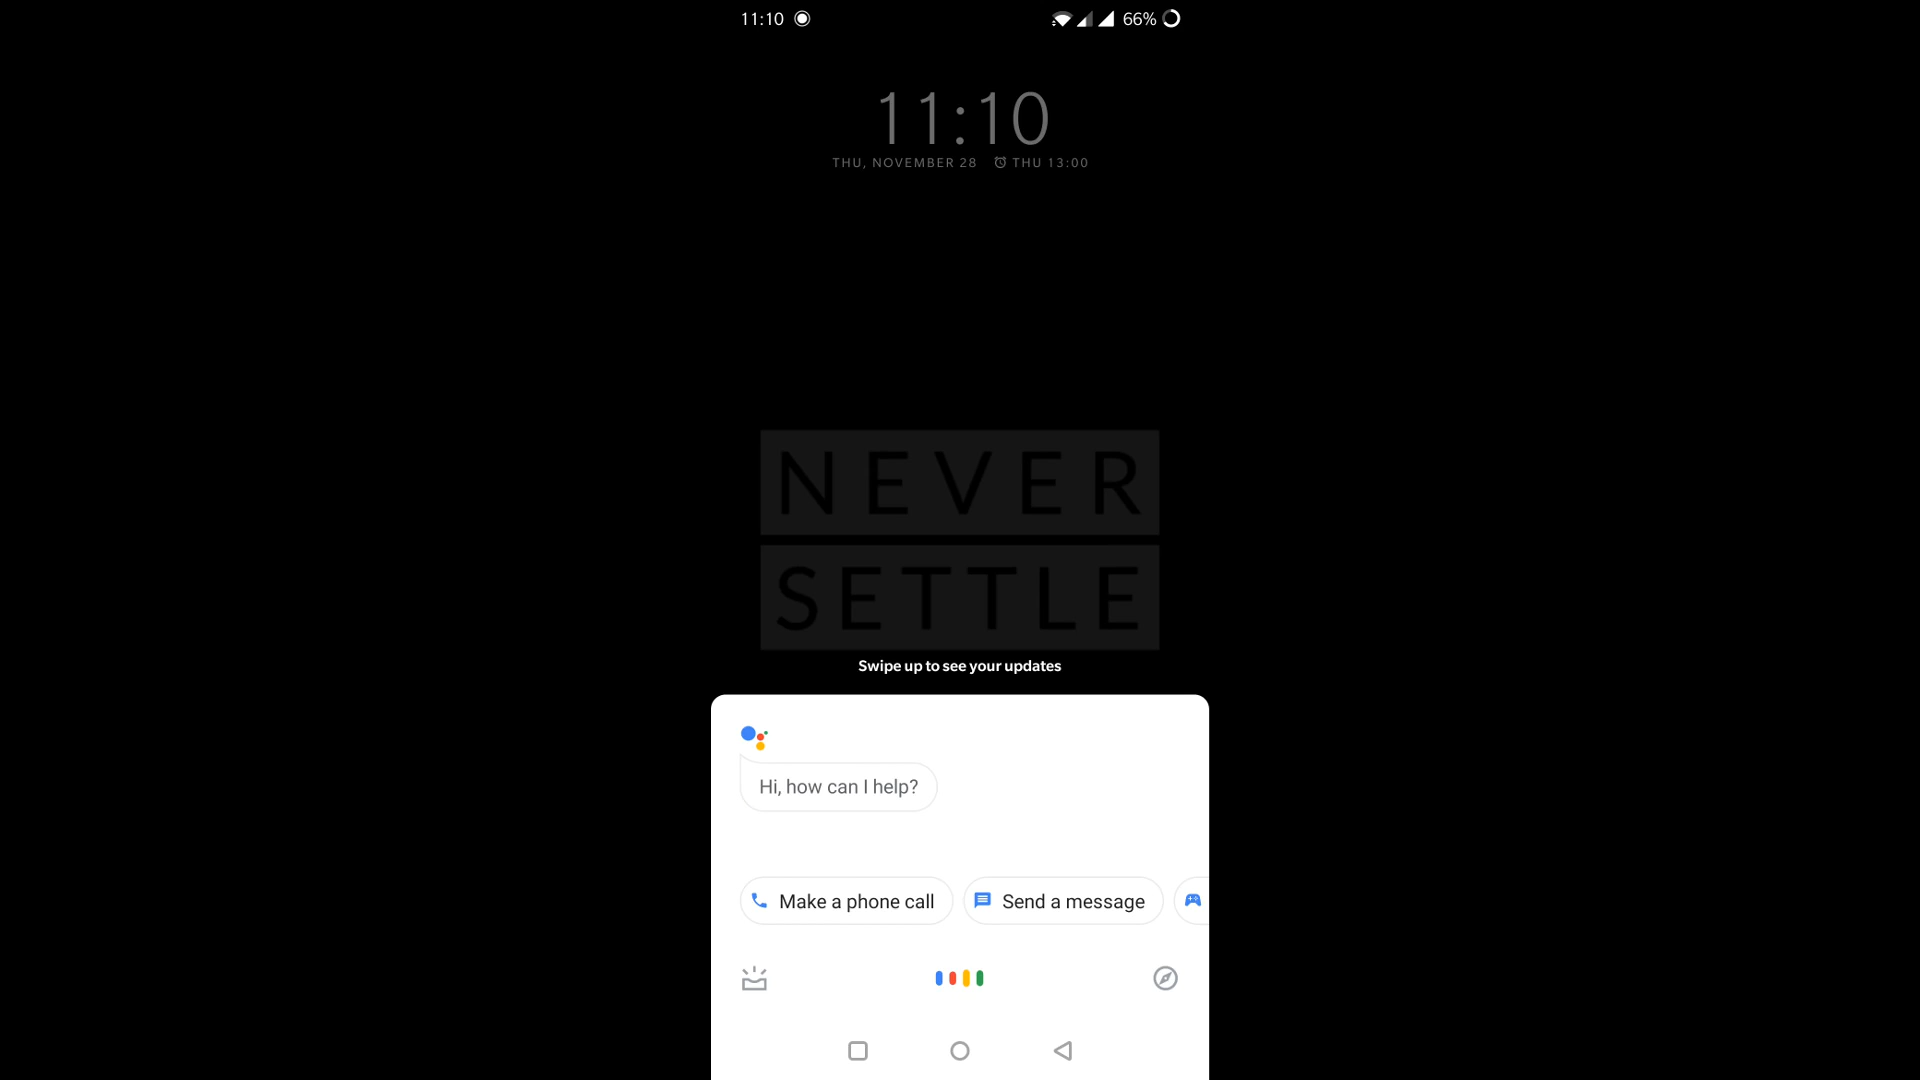 11:10 66%
11:10
THU, NOVEMBER 28 THU 13:00
NEVER
SETTLE
Swipe up to see your updates
Hi, how can I help?
Make a phone call Send a message